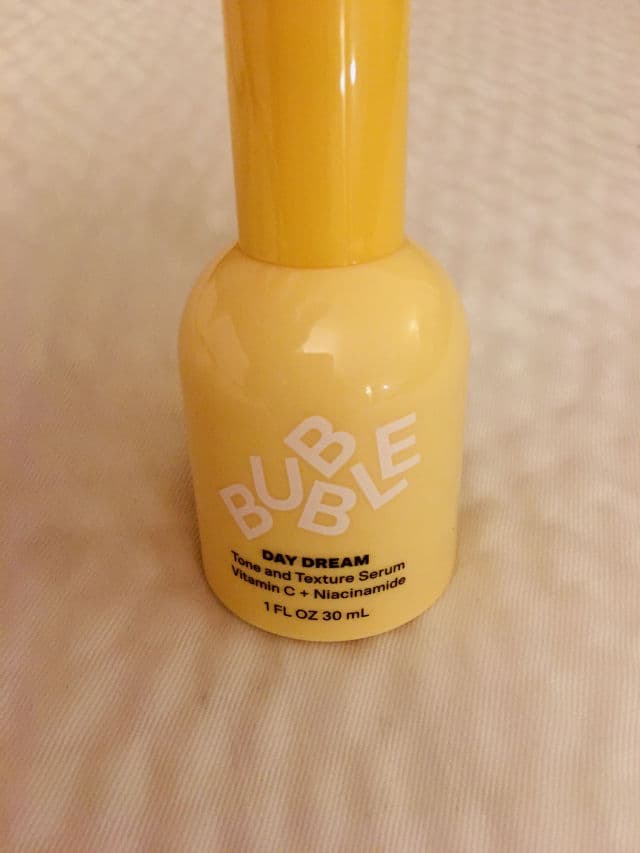 BUBBLE
DAY DREAM
Tone and Texture Serum
Vitamin C + Niacinamide
1 FL OZ 30 mL